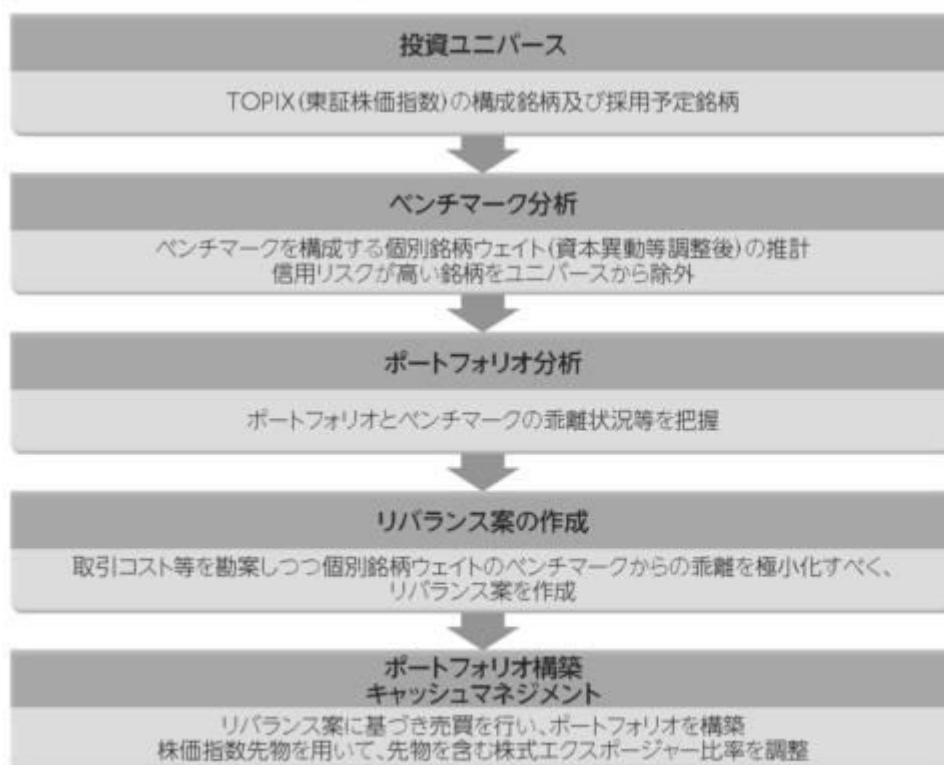 投資ユニバース
TOPIX(東証株価指数)の構成銘柄及び採用予定銘柄
ベンチマーク分析
ベンチマークを構成する個別銘柄ウェイト(資本異動等調整後)の推計
信用リスクが高い銘柄をユニバースから除外
ポートフォリオ分析
ポートフォリオとベンチマークの乖離状況等を把握
リバランス案の作成
取引コスト等を勘案しつつ個別銘柄ウェイトのベンチマークからの乖離を極小化すべく、
リバランス案を作成
ポートフォリオ構築
キャッシュマネジメント
リバランス案に基づき売買を行い、ポートフォリオを構築
株価指数先物を用いて、先物を含む株式エクスポージャー比率を調整